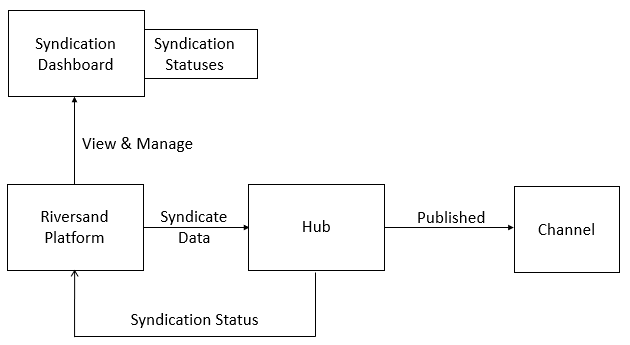 Syndication
Dashboard
Syndication
Statuses
View & Manage
Riversand
Platform
Syndicate
Data
Hub
Published
Channel
Syndication Status